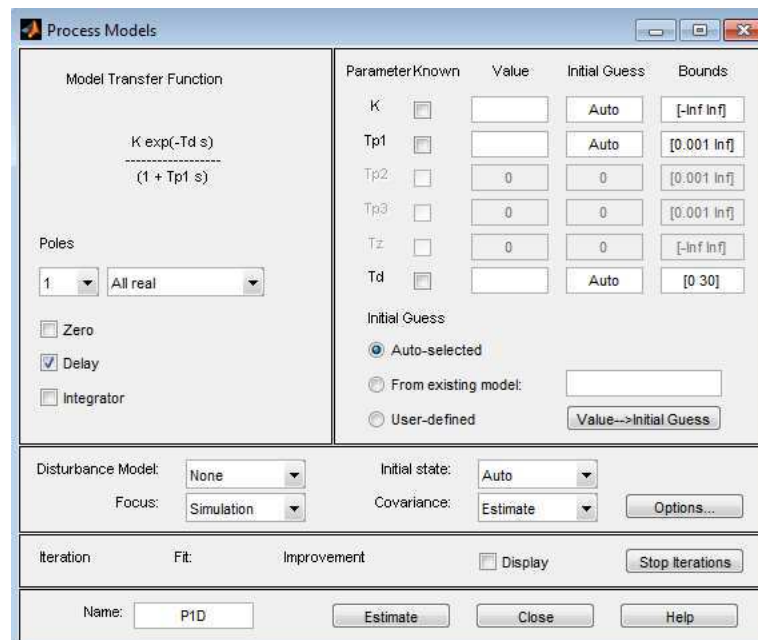 Process Models
Model Transfer Function
K exp(-Td s)
------------------
(1 + Tp1 s)
Poles
1 All real
Zero
Delay
Integrator
Parameter Known Value Initial Guess Bounds
K Auto [-Inf Inf]
Tp1 Auto [0.001 Inf]
Tp2 0 0 [0.001 Inf]
Tp3 0 0 [0.001 Inf]
Tz 0 0 [-Inf Inf]
Td Auto [0 30]
Initial Guess
Auto-selected
From existing model:
User-defined Value-->Initial Guess
Disturbance Model: None Initial state: Auto
Focus: Simulation Covariance: Estimate Options...
Iteration Fit: Improvement Display Stop Iterations
Name: P1D Estimate Close Help